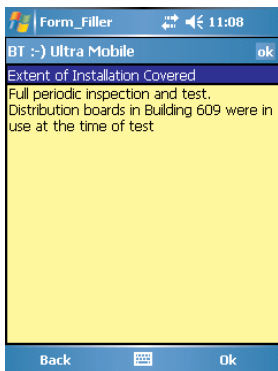 Form_Filler 11:08
BT :-) Ultra Mobile ok
Extent of Installation Covered
Full periodic inspection and test.
Distribution boards in Building 609 were in
use at the time of test
Back Ok